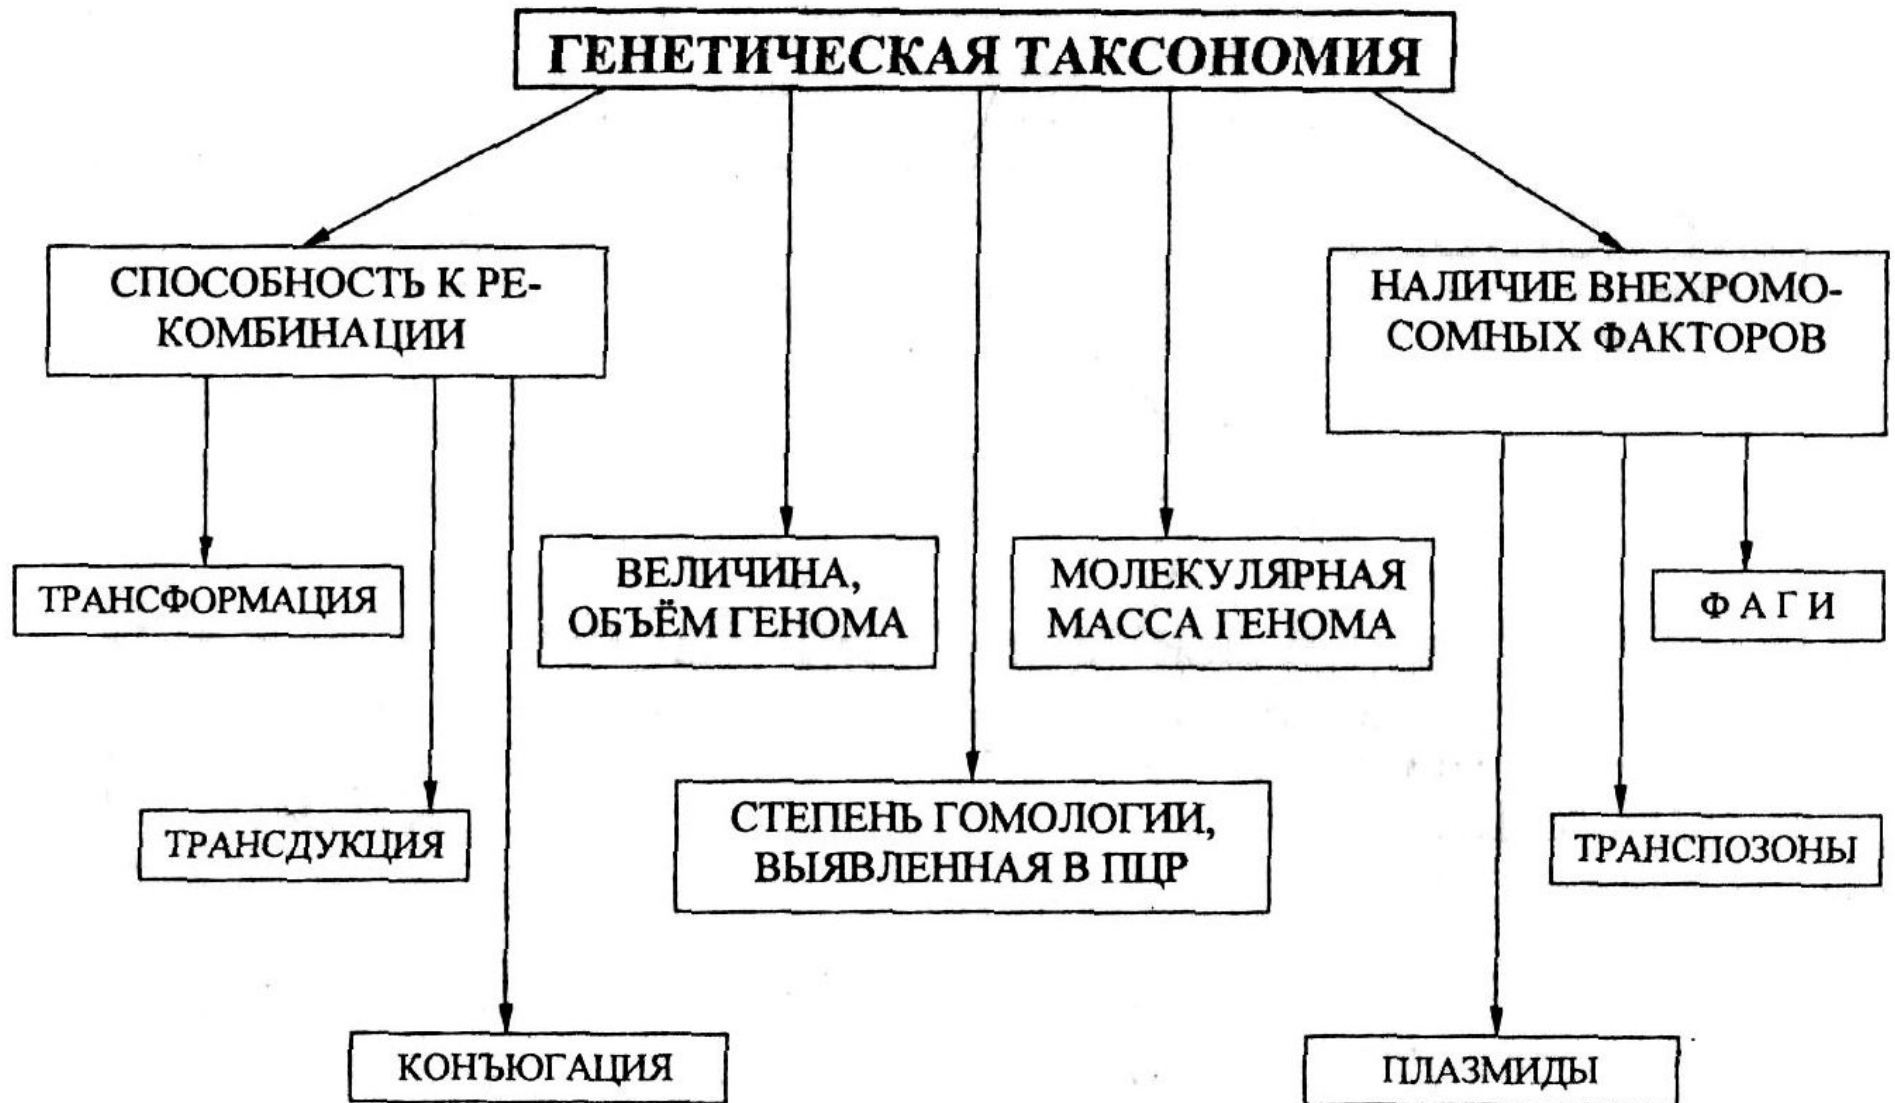 ГЕНЕТИЧЕСКАЯ ТАКСОНОМИЯ
СПОСОБНОСТЬ К РЕ-
КОМБИНАЦИИ
НАЛИЧИЕ ВНЕХРОМО-
СОМНЫХ ФАКТОРОВ
ТРАНСФОРМАЦИЯ
ВЕЛИЧИНА,
ОБЪЁМ ГЕНОМА
МОЛЕКУЛЯРНАЯ
МАССА ГЕНОМА
Ф А Г И
ТРАНСДУКЦИЯ
СТЕПЕНЬ ГОМОЛОГИИ,
ВЫЯВЛЕННАЯ В ПЦР
ТРАНСПОЗОНЫ
КОНЪЮГАЦИЯ
ПЛАЗМИДЫ